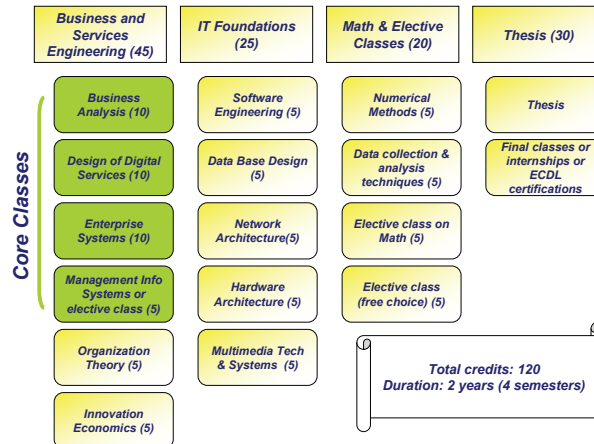 Business and
Services
Engineering (45)
IT Foundations
(25)
Math & Elective
Classes (20)
Thesis (30)
Core Classes
Business
Analysis (10)
Design of Digital
Services (10)
Enterprise
Systems (10)
Management Info
Systems or
elective class (5)
Organization
Theory (5)
Innovation
Economics (5)
Software
Engineering (5)
Data Base Design
(5)
Network
Architecture(5)
Hardware
Architecture (5)
Multimedia Tech
& Systems (5)
Numerical
Methods (5)
Data collection &
analysis
techniques (5)
Elective class on
Math (5)
Elective class
(free choice) (5)
Thesis
Final classes or
internships or
ECDL
certifications
Total credits: 120
Duration: 2 years (4 semesters)